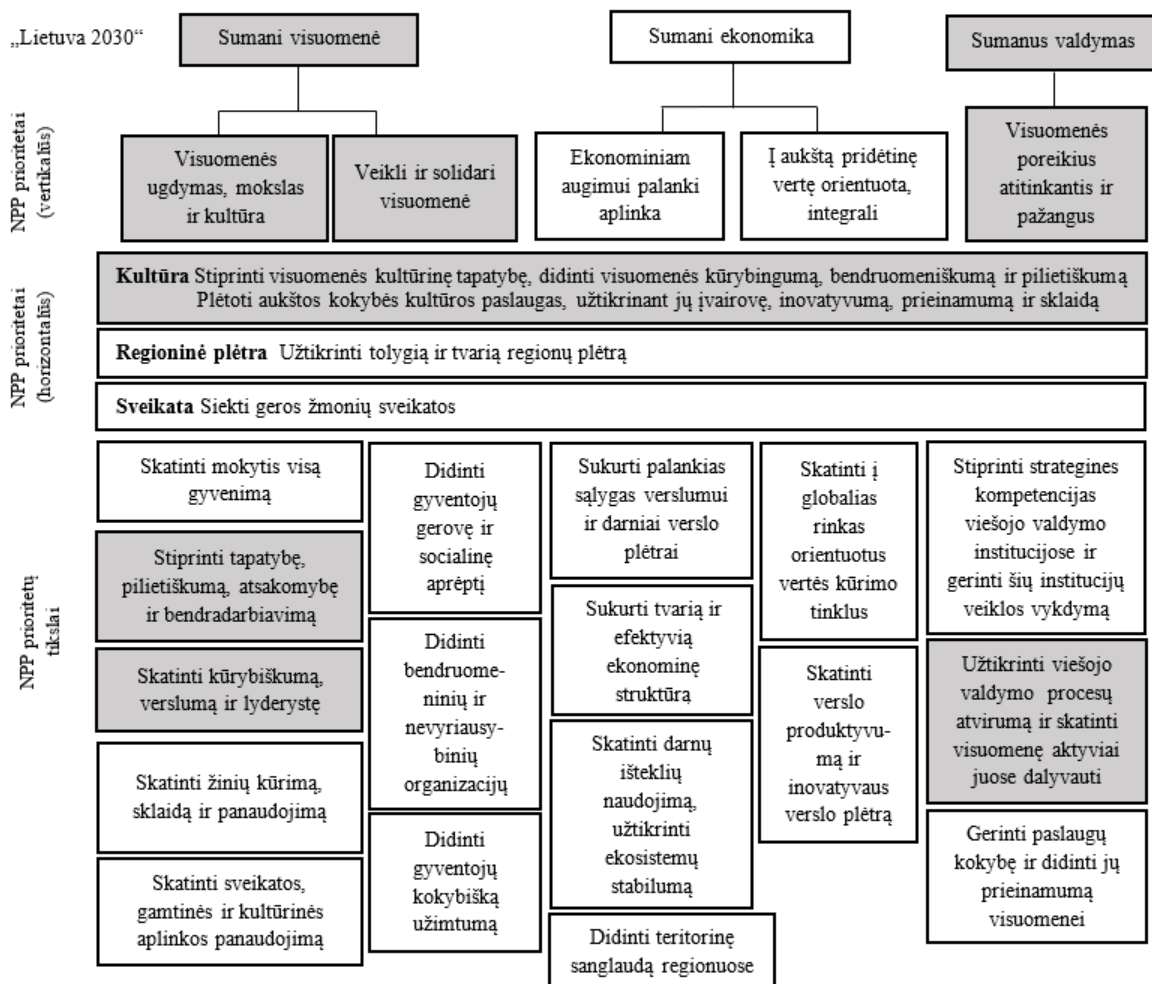 „Lietuva 2030“
Sumani visuomenė
Sumani ekonomika
Sumanus valdymas
NPP prioritetai
(vertikalūs)
Visuomenės
ugdymas, mokslas
ir kultūra
Veikli ir solidari
visuomenė
Ekonominiam
augimui palanki
aplinka
Į aukštą pridėtinę
vertę orientuota,
integrali
Visuomenės
poreikius
atitinkantis ir
pažangus
NPP prioritetai
(horizontalūs)
Kultūra Stiprinti visuomenės kultūrinę tapatybę, didinti visuomenės kūrybingumą, bendruomeniškumą ir pilietiškumą
Plėtoti aukštos kokybės kultūros paslaugas, užtikrinant jų įvairovę, inovatyvumą, prieinamumą ir sklaidą
Regioninė plėtra Užtikrinti tolygią ir tvarią regionų plėtrą
Sveikata Siekti geros žmonių sveikatos
NPP prioritetų
tikslai
Skatinti mokytis visą
gyvenimą
Stiprinti tapatybę,
pilietiškumą, atsakomybę
ir bendradarbiavimą
Skatinti kūrybiškumą,
verslumą ir lyderystę
Skatinti žinių kūrimą,
sklaidą ir panaudojimą
Skatinti sveikatos,
gamtinės ir kultūrinės
aplinkos panaudojimą
Didinti
gyventojų
gerovę ir
socialinę
aprėptį
Didinti
bendruome-
ninių ir
nevyriausy-
binių
organizacijų
Didinti
gyventojų
kokybišką
užimtumą
Sukurti palankias
sąlygas verslumui
ir darniai verslo
plėtrai
Sukurti tvarią ir
efektyvią
ekonominę
struktūrą
Skatinti darnų
išteklių
naudojimą,
užtikrinti
ekosistemų
stabilumą
Didinti teritorinę
sanglaudą regionuose
Skatinti į
globalias
rinkas
orientuotus
vertės kūrimo
tinklus
Skatinti
verslo
produktyvu-
mą ir
inovatyvaus
verslo plėtrą
Stiprinti strategines
kompetencijas
viešojo valdymo
institucijose ir
gerinti šių institucijų
veiklos vykdymą
Užtikrinti viešojo
valdymo procesų
atvirumą ir skatinti
visuomenę aktyviai
juose dalyvauti
Gerinti paslaugų
kokybę ir didinti jų
prieinamumą
visuomenei